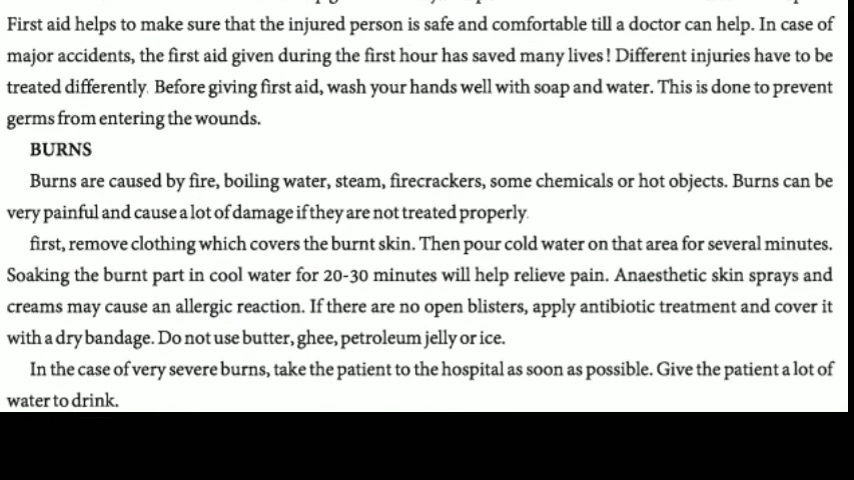 First aid helps to make sure that the injured person is safe and comfortable till a doctor can help. In case of
major accidents, the first aid given during the first hour has saved many lives! Different injuries have to be
treated differently. Before giving first aid, wash your hands well with soap and water. This is done to prevent
germs from entering the wounds.
BURNS
Burns are caused by fire, boiling water, steam, firecrackers, some chemicals or hot objects. Burns can be
very painful and cause a lot of damage if they are not treated properly.
first, remove clothing which covers the burnt skin. Then pour cold water on that area for several minutes.
Soaking the burnt part in cool water for 20-30 minutes will help relieve pain. Anaesthetic skin sprays and
creams may cause an allergic reaction. If there are no open blisters, apply antibiotic treatment and cover it
with a dry bandage. Do not use butter, ghee, petroleum jelly or ice.
In the case of very severe burns, take the patient to the hospital as soon as possible. Give the patient a lot of
water to drink.